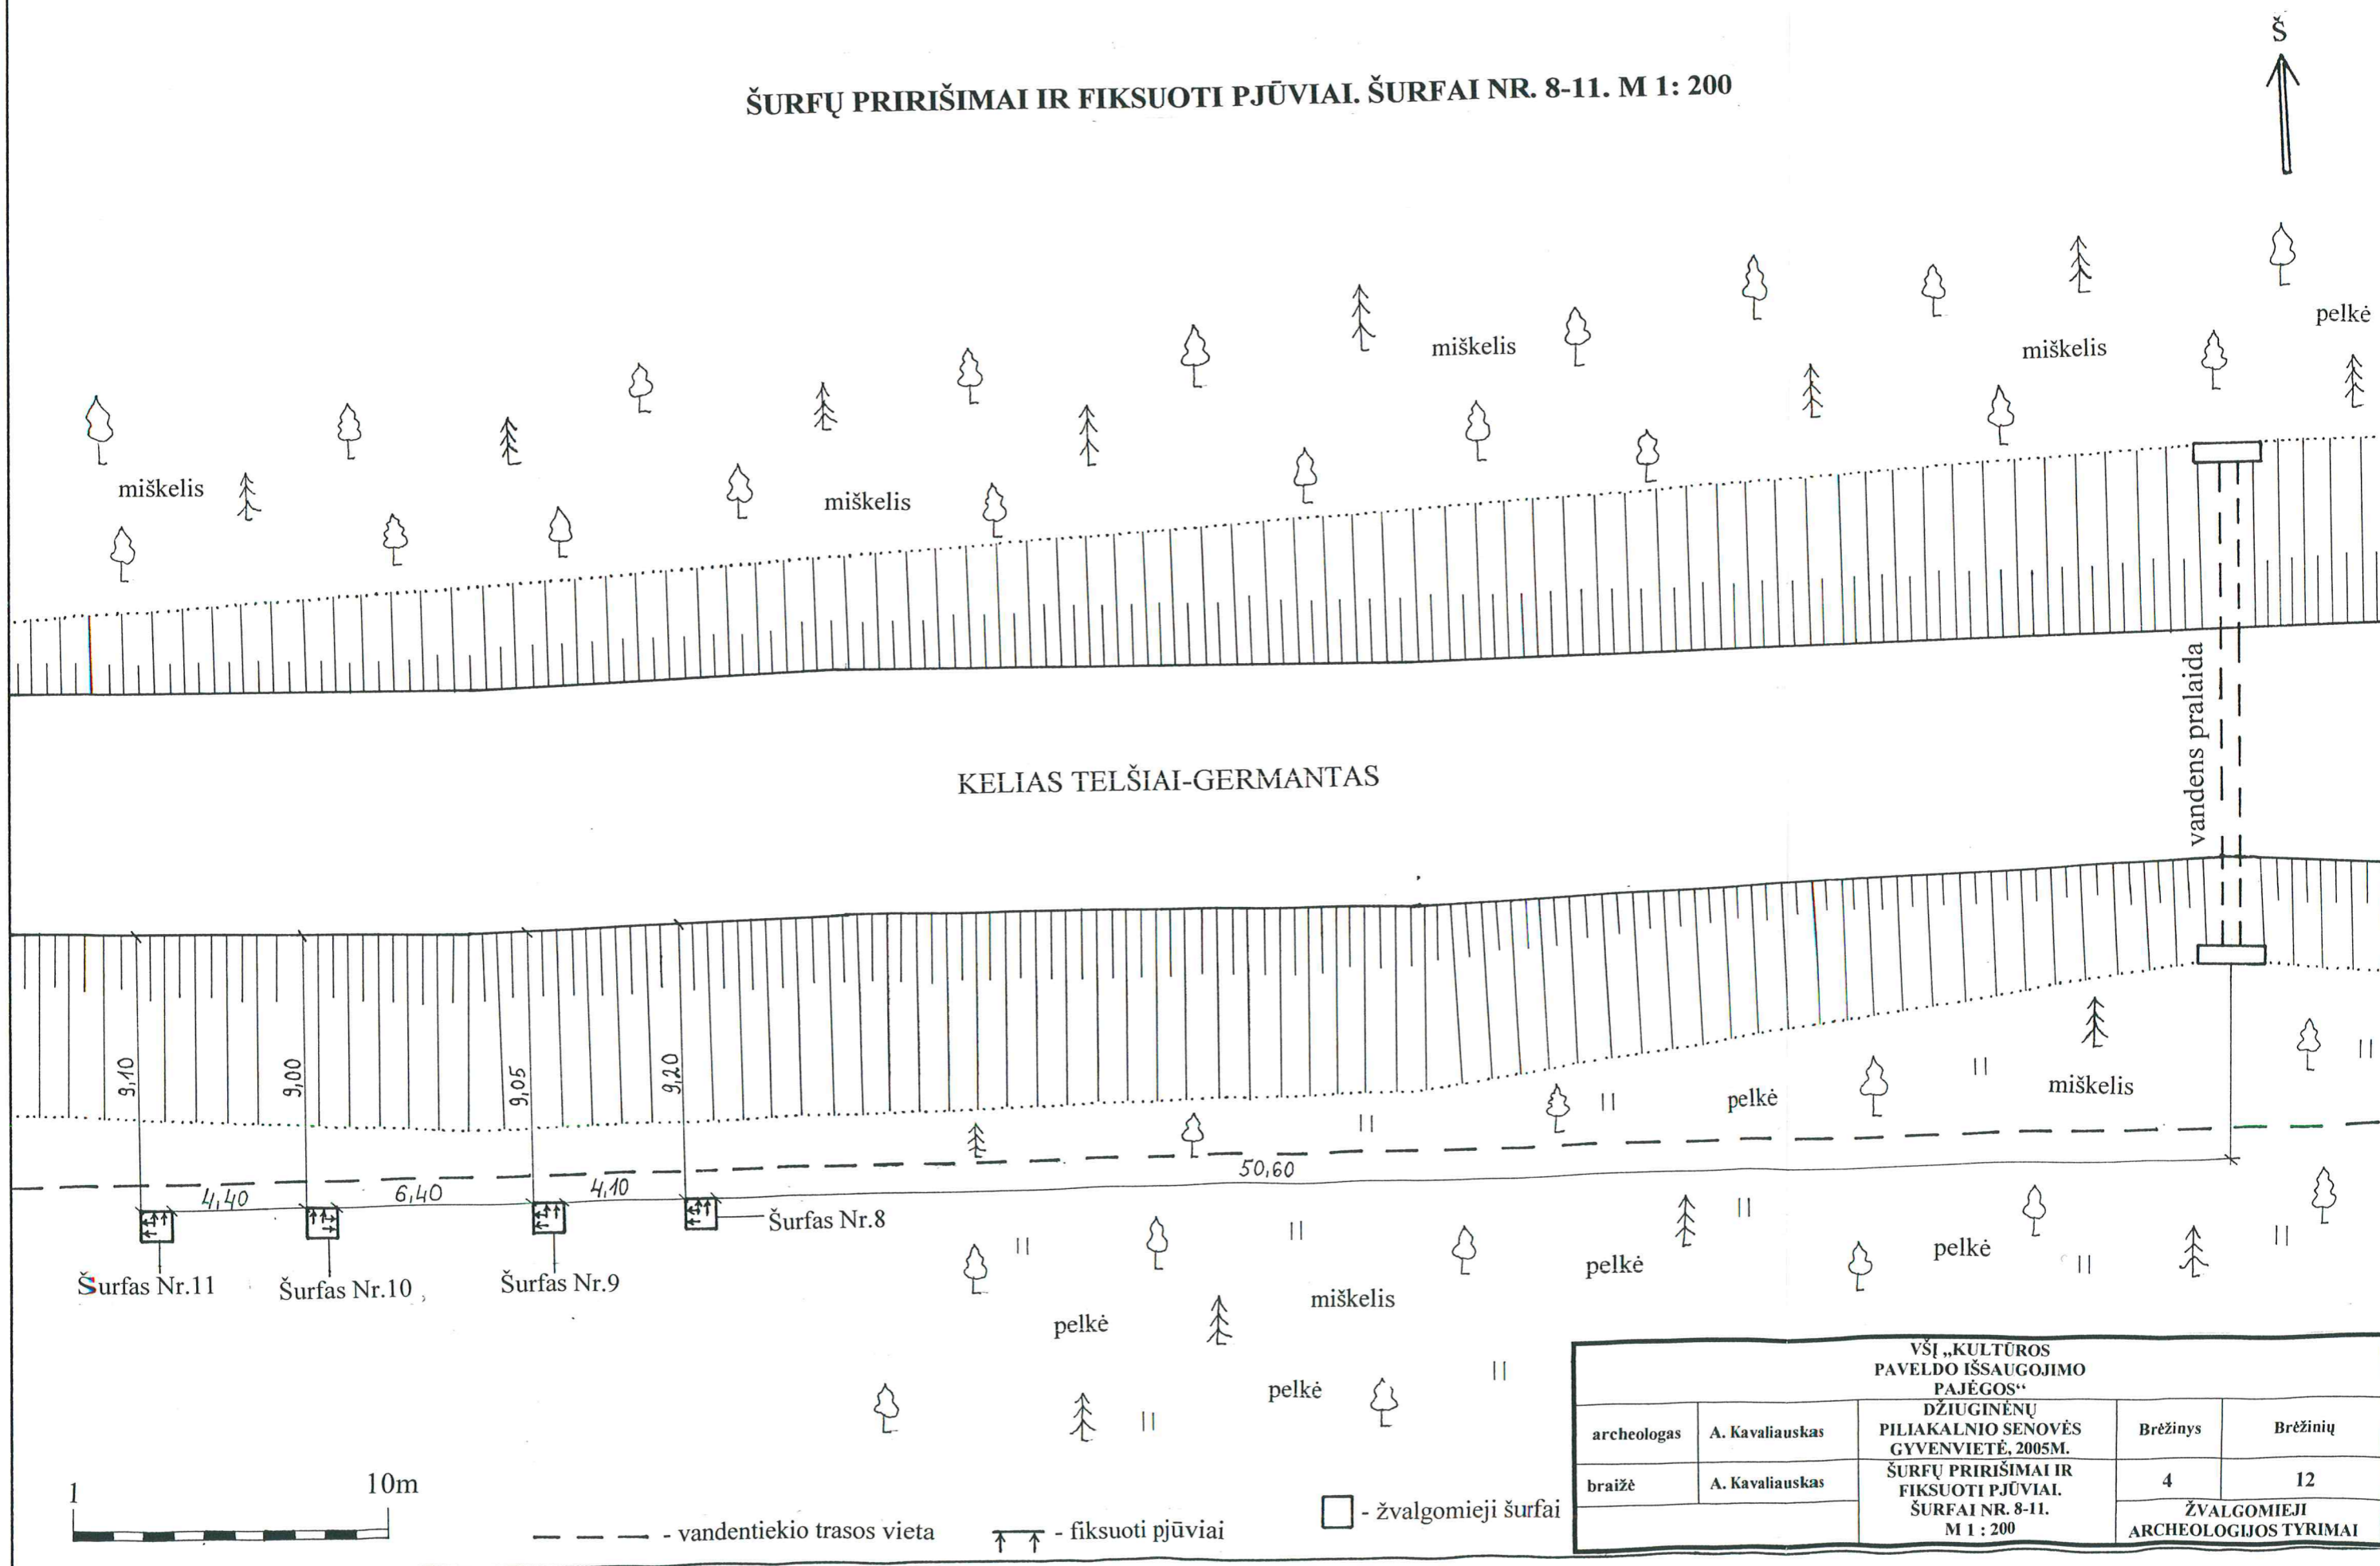 Š
ŠURFŲ PRIRIŠIMAI IR FIKSUOTI PJŪVIAI. ŠURFAI NR. 8-11. M 1: 200
pelkė
miškelis
miškelis
miškelis
miškelis
vandens pralaida
KELIAS TELŠIAI-GERMANTAS
9,10
9,00
9,05
9,20
miškelis
pelkė
50,60
4,40
6,40
4,10
Šurfas Nr.8
Šurfas Nr.11
Šurfas Nr.10
Šurfas Nr.9
pelkė
pelkė
miškelis
pelkė
pelkė
VŠĮ „KULTŪROS
PAVELDO IŠSAUGOJIMO
PAJĖGOS“
archeologas
A. Kavaliauskas
DŽIUGINĖNŲ
PILIAKALNIO SENOVĖS
GYVENVIETĖ, 2005M.
Brėžinys
Brėžinių
braižė
A. Kavaliauskas
ŠURFŲ PRIRIŠIMAI IR
FIKSUOTI PJŪVIAI.
ŠURFAI NR. 8-11.
M 1 : 200
4
12
ŽVALGOMIEJI
ARCHEOLOGIJOS TYRIMAI
1
10m
- vandentiekio trasos vieta
- fiksuoti pjūviai
- žvalgomieji šurfai